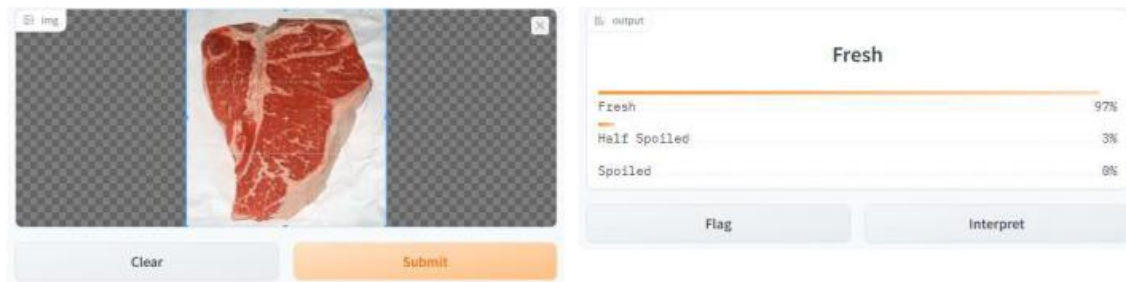 img
Clear
Submit
output
Fresh
Fresh 97%
Half Spoiled 3%
Spoiled 0%
Flag
Interpret